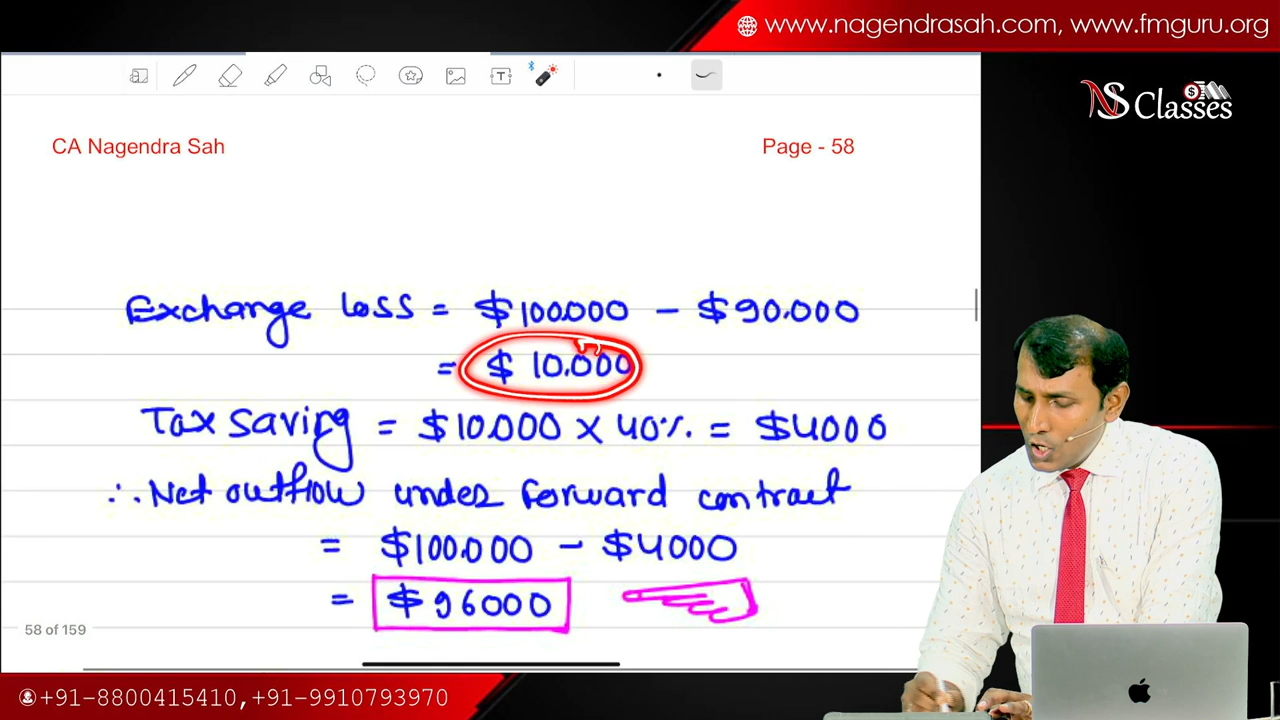 www.nagendrasah.com, www.fmguru.org
NS Classes
CA Nagendra Sah
Page - 58
Exchange loss = $100.000 - $90.000
= $ 10.000
Tax saving = $10.000 x 40% = $4000
∴ Net outflow under forward contract
= $100.000 - $4000
= $96000
58 of 159
+91-8800415410,+91-9910793970